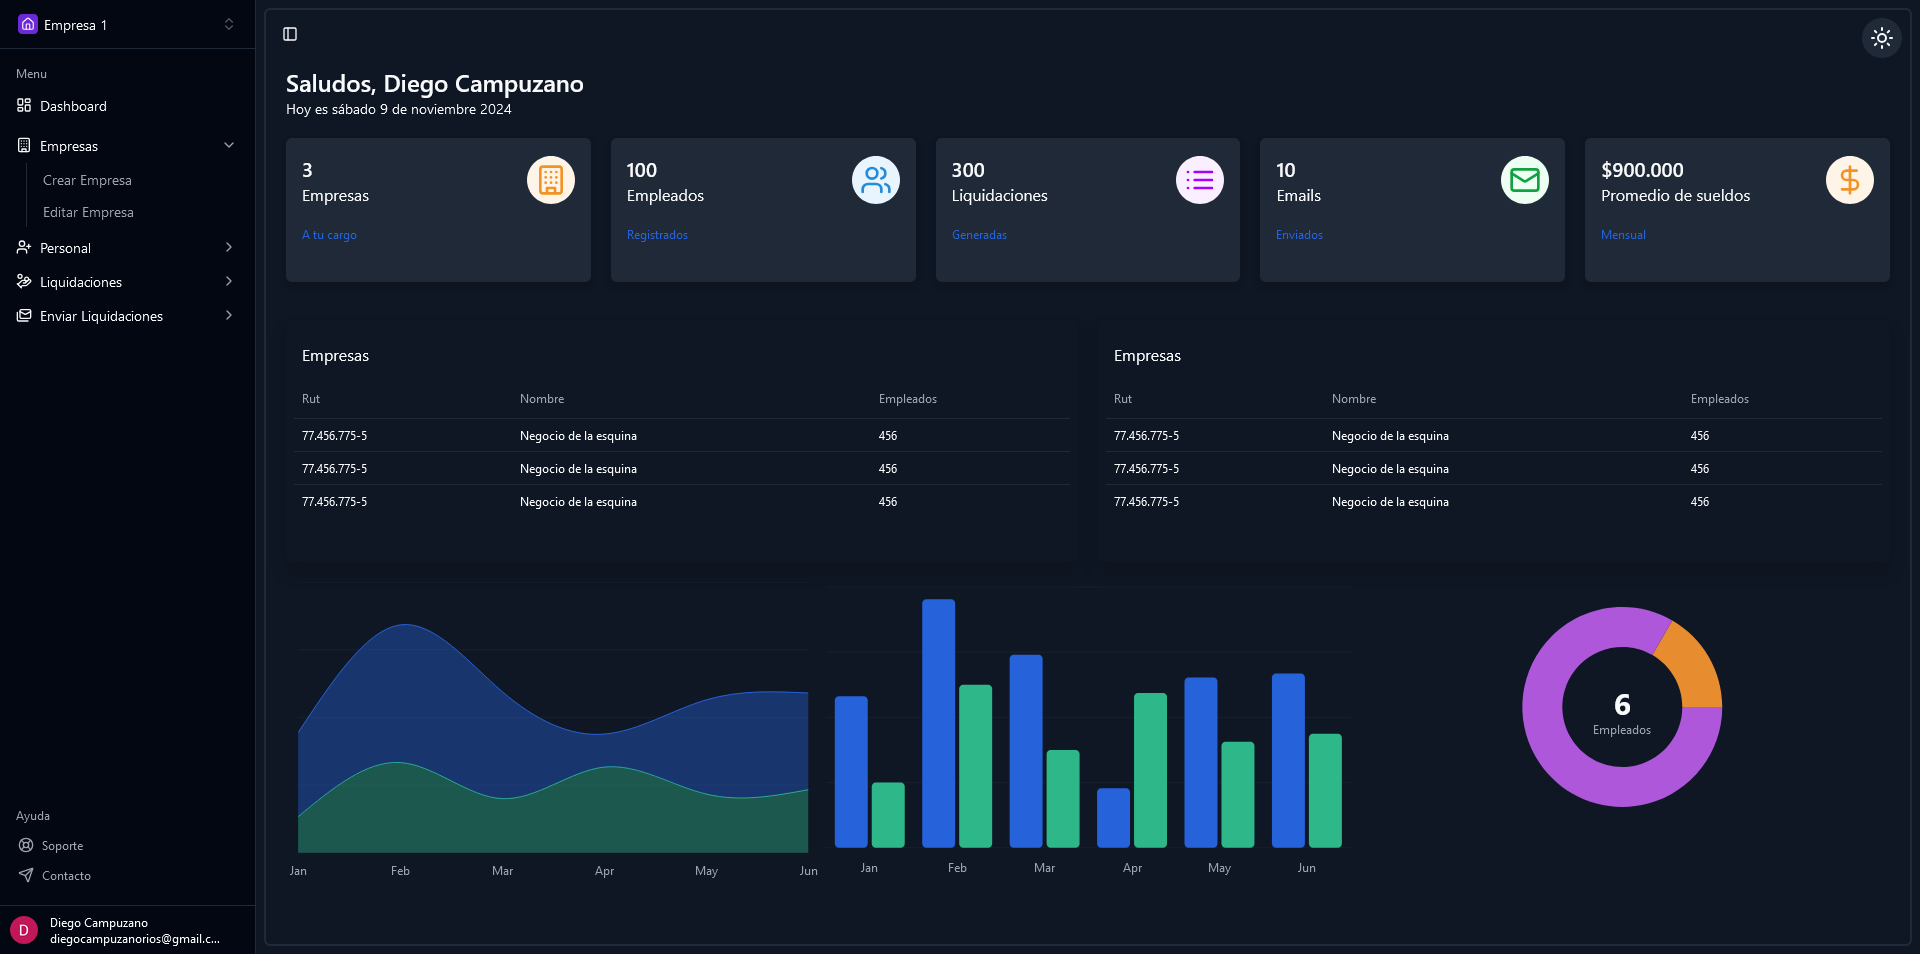 Empresa 1
Menu
Dashboard
Empresas
Crear Empresa
Editar Empresa
Personal
Liquidaciones
Enviar Liquidaciones
Ayuda
Soporte
Contacto
D
Diego Campuzano
diegocampuzanorios@gmail.c...
Saludos, Diego Campuzano
Hoy es sábado 9 de noviembre 2024
3
Empresas
A tu cargo
100
Empleados
Registrados
300
Liquidaciones
Generadas
10
Emails
Enviados
$900.000
Promedio de sueldos
Mensual
Empresas
Rut Nombre Empleados
77.456.775-5 Negocio de la esquina 456
77.456.775-5 Negocio de la esquina 456
77.456.775-5 Negocio de la esquina 456
Empresas
Rut Nombre Empleados
77.456.775-5 Negocio de la esquina 456
77.456.775-5 Negocio de la esquina 456
77.456.775-5 Negocio de la esquina 456
Jan Feb Mar Apr May Jun
Jan Feb Mar Apr May Jun
6
Empleados